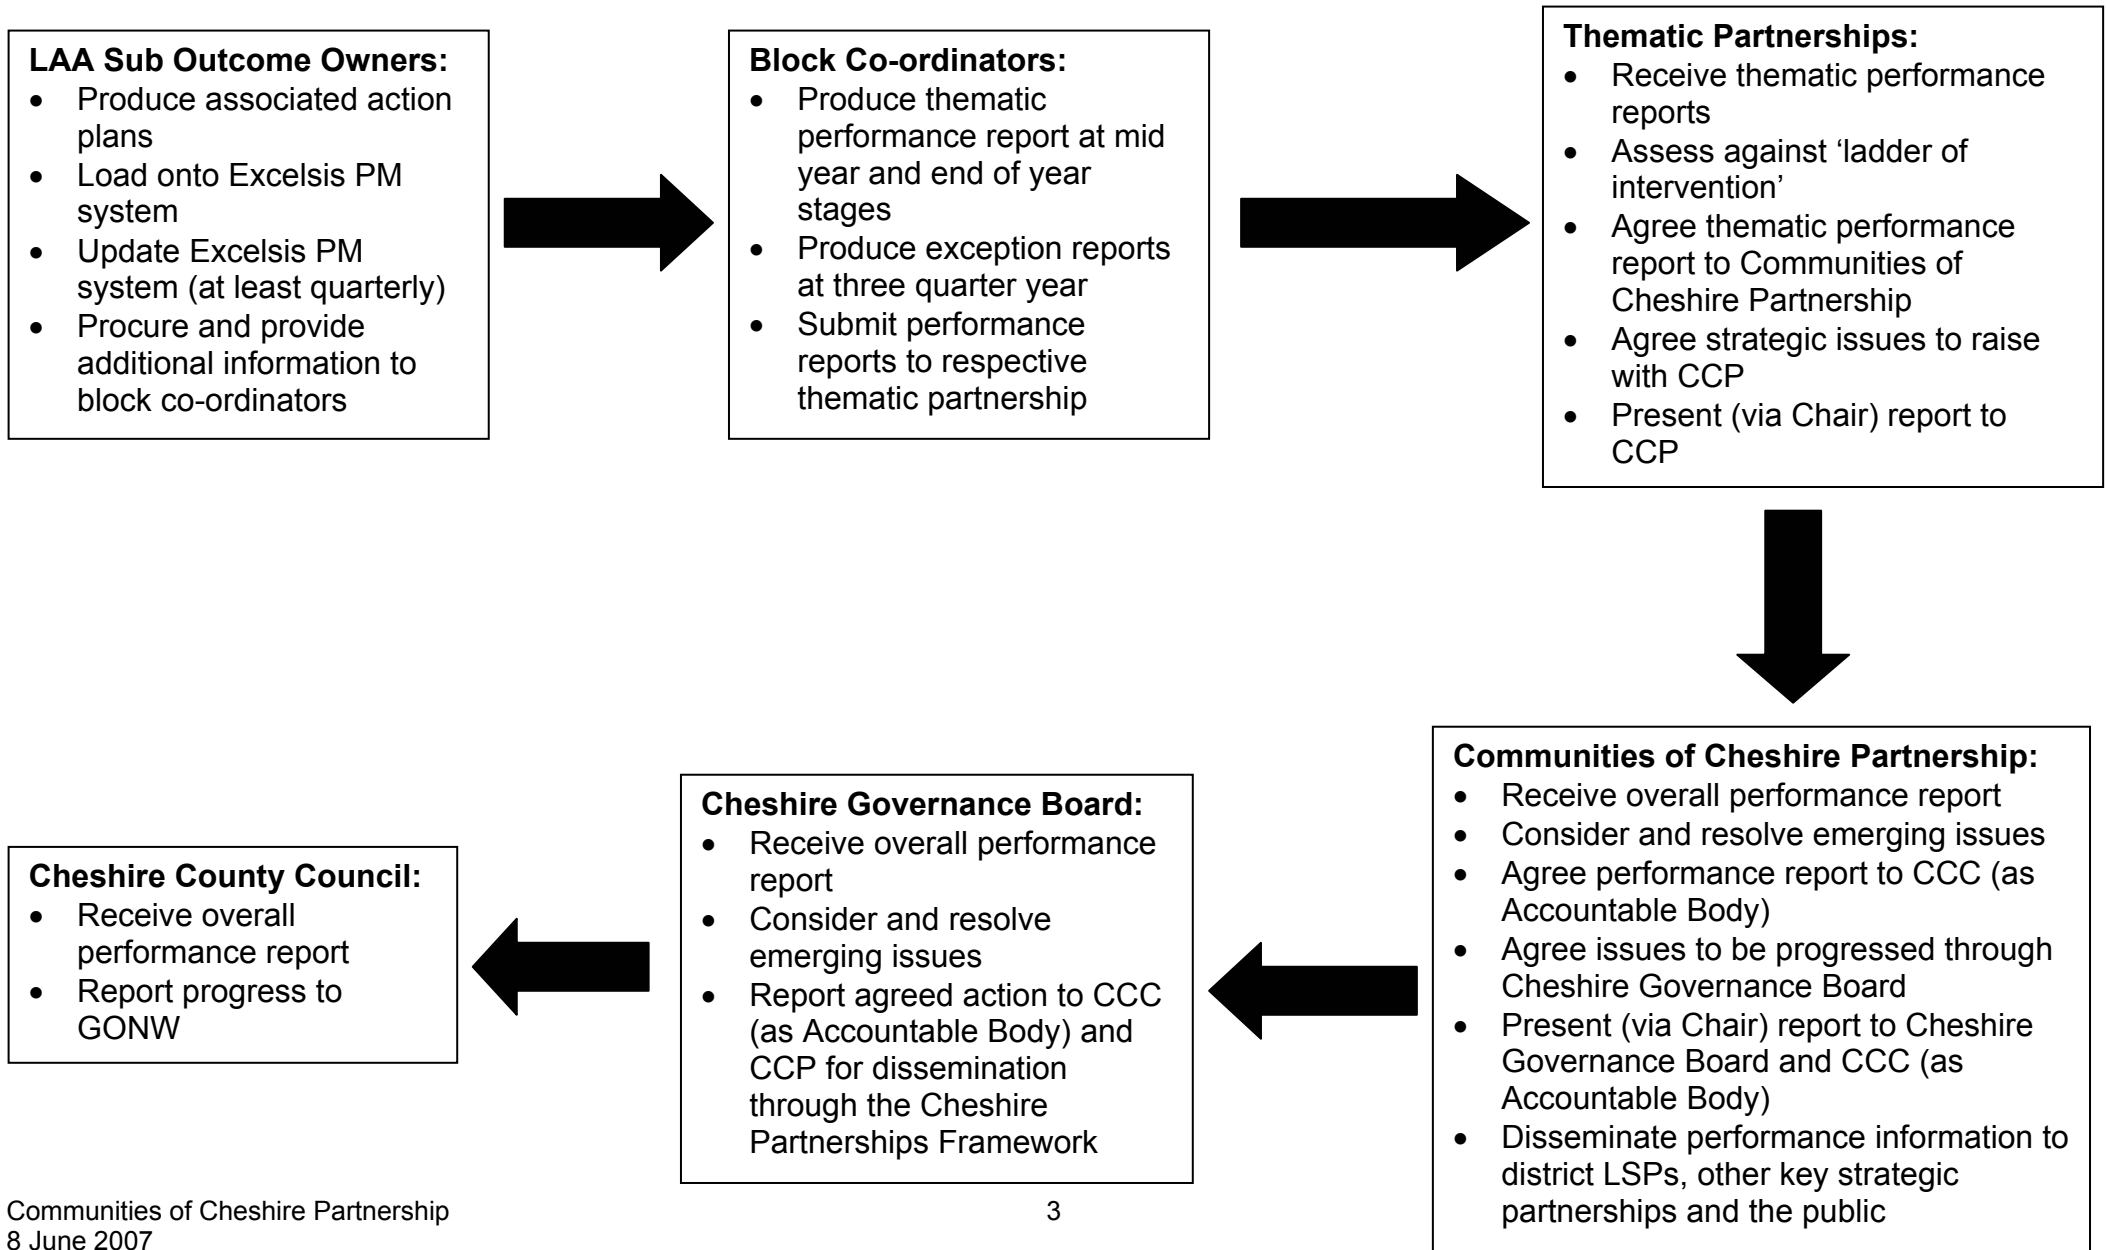 LAA Sub Outcome Owners:
• Produce associated action
plans
• Load onto Excelsis PM
system
• Update Excelsis PM
system (at least quarterly)
• Procure and provide
additional information to
block co-ordinators
Block Co-ordinators:
• Produce thematic
performance report at mid
year and end of year
stages
• Produce exception reports
at three quarter year
• Submit performance
reports to respective
thematic partnership
Thematic Partnerships:
• Receive thematic performance
reports
• Assess against ‘ladder of
intervention’
• Agree thematic performance
report to Communities of
Cheshire Partnership
• Agree strategic issues to raise
with CCP
• Present (via Chair) report to
CCP
Communities of Cheshire Partnership:
• Receive overall performance report
• Consider and resolve emerging issues
• Agree performance report to CCC (as
Accountable Body)
• Agree issues to be progressed through
Cheshire Governance Board
• Present (via Chair) report to Cheshire
Governance Board and CCC (as
Accountable Body)
• Disseminate performance information to
district LSPs, other key strategic
partnerships and the public
Cheshire Governance Board:
• Receive overall performance
report
• Consider and resolve
emerging issues
• Report agreed action to CCC
(as Accountable Body) and
CCP for dissemination
through the Cheshire
Partnerships Framework
Cheshire County Council:
• Receive overall
performance report
• Report progress to
GONW
Communities of Cheshire Partnership
8 June 2007
3